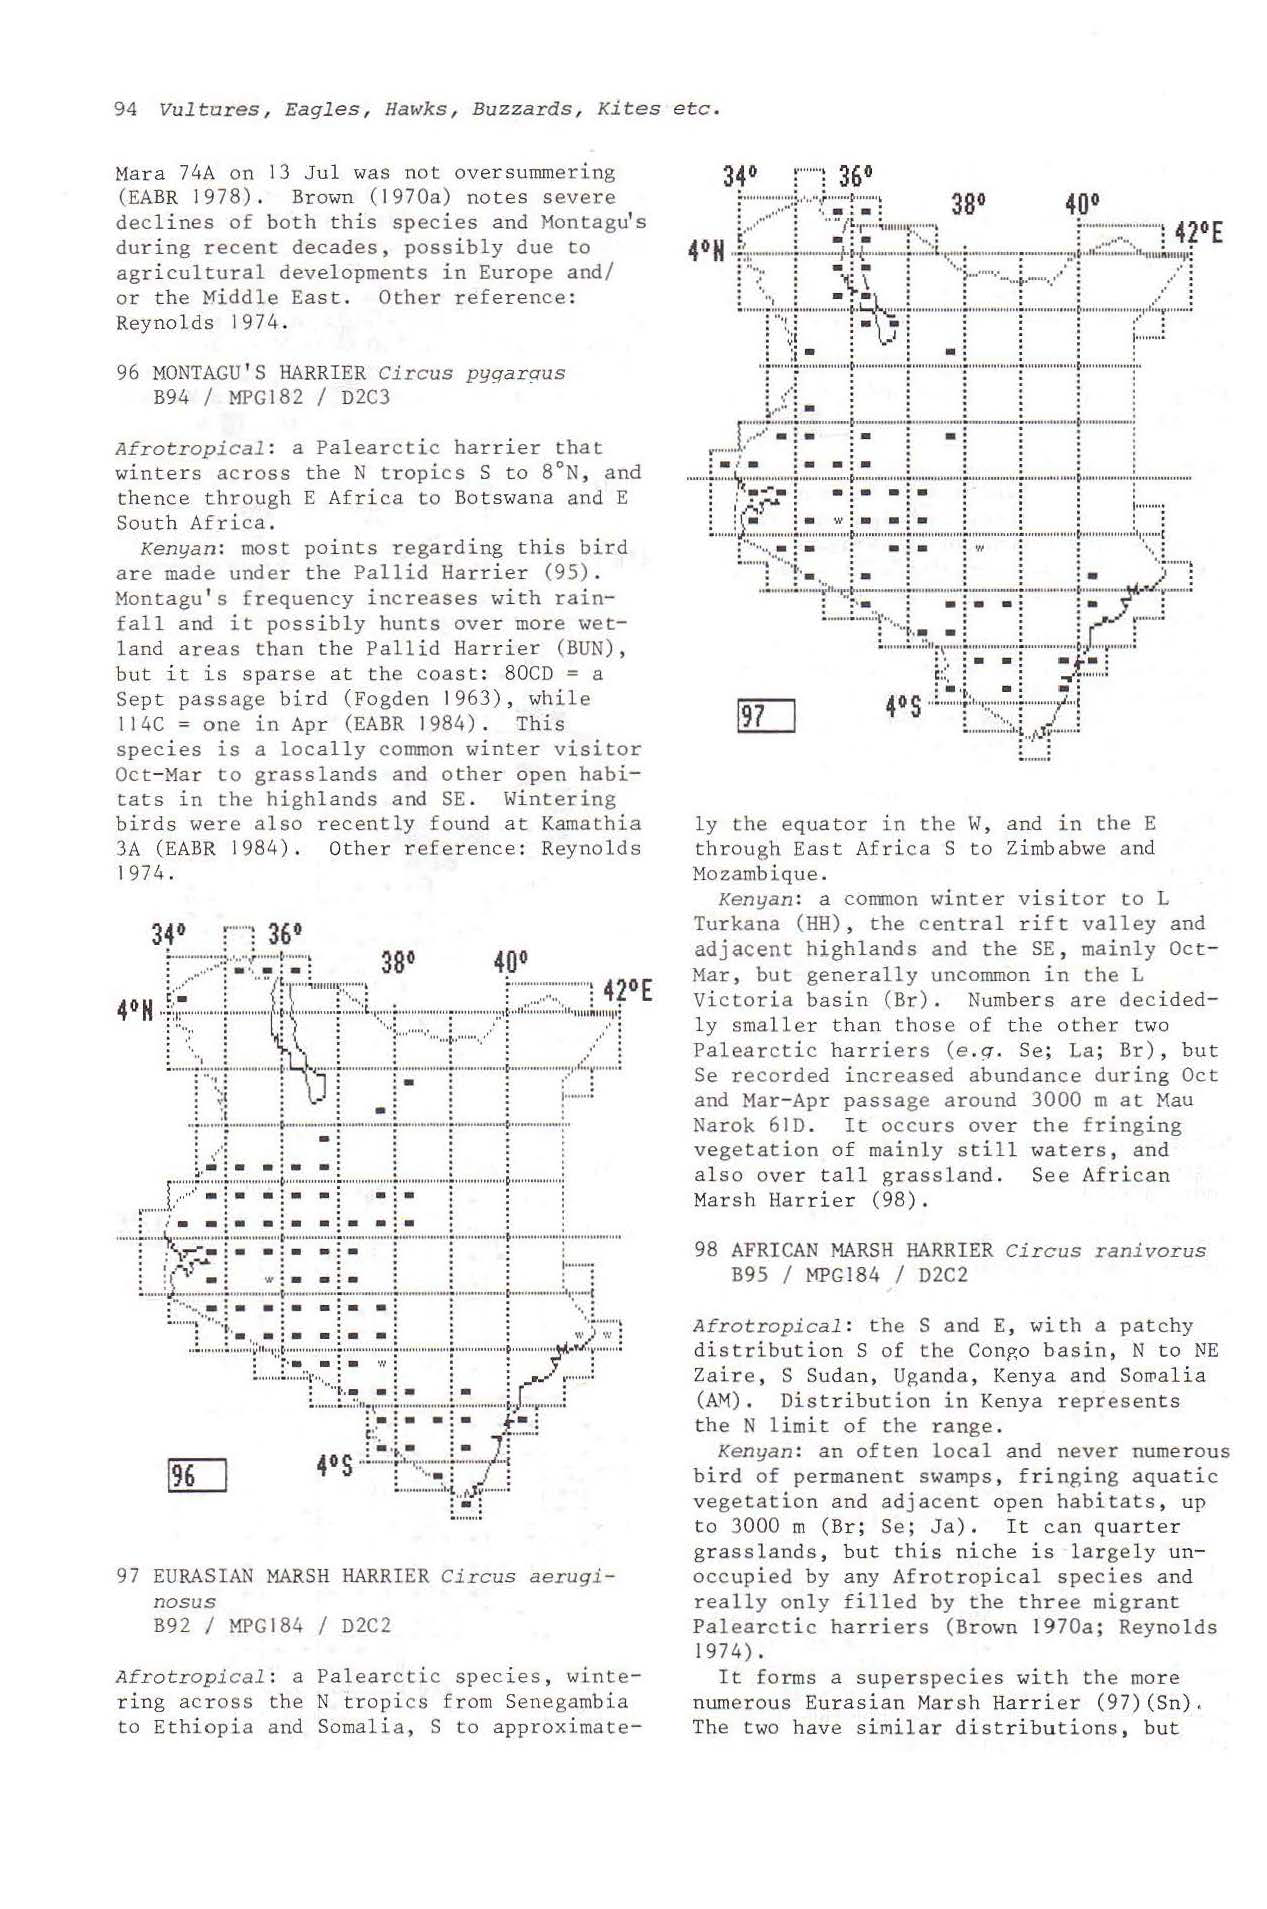 94 Vultures, Eagles, Hawks, Buzzards, Kites etc.
Mara 74A on 13 Jul was not oversummering
(EABR 1978). Brown (1970a) notes severe
declines of both this species and Montagu's
during recent decades, possibly due to
agricultural developments in Europe and/
or the Middle East. Other reference:
Reynolds 1974.
96 MONTAGU'S HARRIER Circus pygargus
B94 / MPG182 / D2C3
Afrotropical: a Palearctic harrier that
winters across the N tropics S to 8°N, and
thence through E Africa to Botswana and E
South Africa.
Kenyan: most points regarding this bird
are made under the Pallid Harrier (95).
Montagu's frequency increases with rain-
fall and it possibly hunts over more wet-
land areas than the Pallid Harrier (BUN),
but it is sparse at the coast: 80CD = a
Sept passage bird (Fogden 1963), while
114C = one in Apr (EABR 1984). This
species is a locally common winter visitor
Oct-Mar to grasslands and other open habi-
tats in the highlands and SE. Wintering
birds were also recently found at Kamathia
3A (EABR 1984). Other reference: Reynolds
1974.
34° 36°
38° 40°
42°E
4°N
W
W W
W
4°S
96
97 EURASIAN MARSH HARRIER Circus aerugi-
nosus
B92 / MPG184 / D2C2
Afrotropical: a Palearctic species, winte-
ring across the N tropics from Senegambia
to Ethiopia and Somalia, S to approximate-
34° 36°
38° 40°
42°E
4°N
W
W
4°S
97
ly the equator in the W, and in the E
through East Africa S to Zimbabwe and
Mozambique.
Kenyan: a common winter visitor to L
Turkana (HH), the central rift valley and
adjacent highlands and the SE, mainly Oct-
Mar, but generally uncommon in the L
Victoria basin (Br). Numbers are decided-
ly smaller than those of the other two
Palearctic harriers (e.g. Se; La; Br), but
Se recorded increased abundance during Oct
and Mar-Apr passage around 3000 m at Mau
Narok 61D. It occurs over the fringing
vegetation of mainly still waters, and
also over tall grassland. See African
Marsh Harrier (98).
98 AFRICAN MARSH HARRIER Circus ranivorus
B95 / MPG184 / D2C2
Afrotropical: the S and E, with a patchy
distribution S of the Congo basin, N to NE
Zaire, S Sudan, Uganda, Kenya and Somalia
(AM). Distribution in Kenya represents
the N limit of the range.
Kenyan: an often local and never numerous
bird of permanent swamps, fringing aquatic
vegetation and adjacent open habitats, up
to 3000 m (Br; Se; Ja). It can quarter
grasslands, but this niche is largely un-
occupied by any Afrotropical species and
really only filled by the three migrant
Palearctic harriers (Brown 1970a; Reynolds
1974).
It forms a superspecies with the more
numerous Eurasian Marsh Harrier (97)(Sn).
The two have similar distributions, but